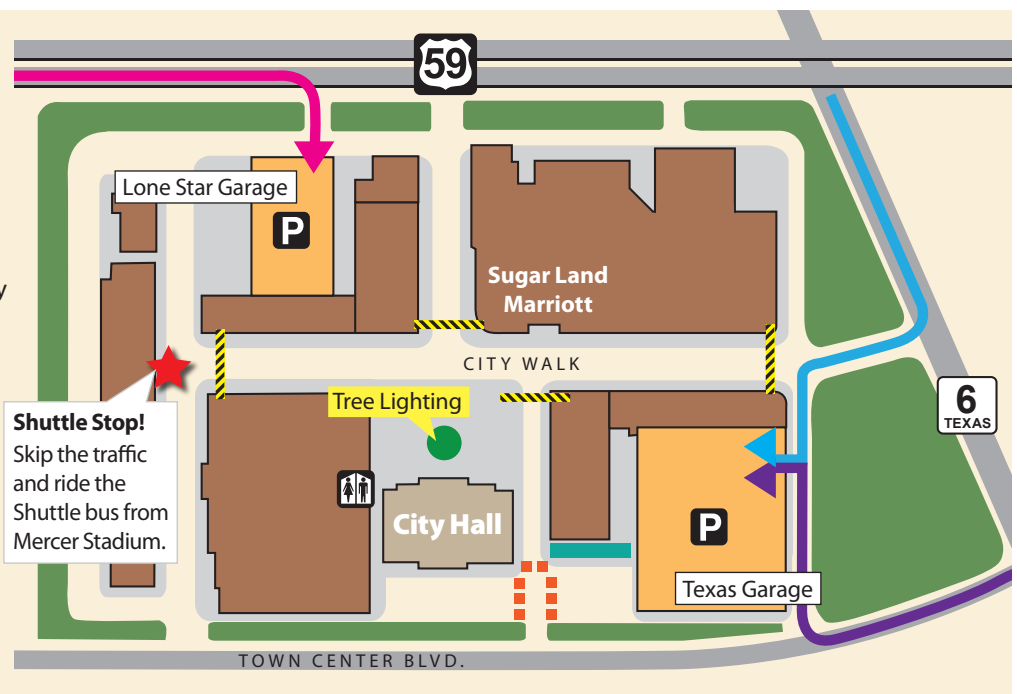 59
Lone Star Garage
P
Sugar Land
Marriott
y
CITY WALK
6
TEXAS
Tree Lighting
Shuttle Stop!
Skip the traffic
and ride the
Shuttle bus from
Mercer Stadium.
City Hall
P
Texas Garage
TOWN CENTER BLVD.